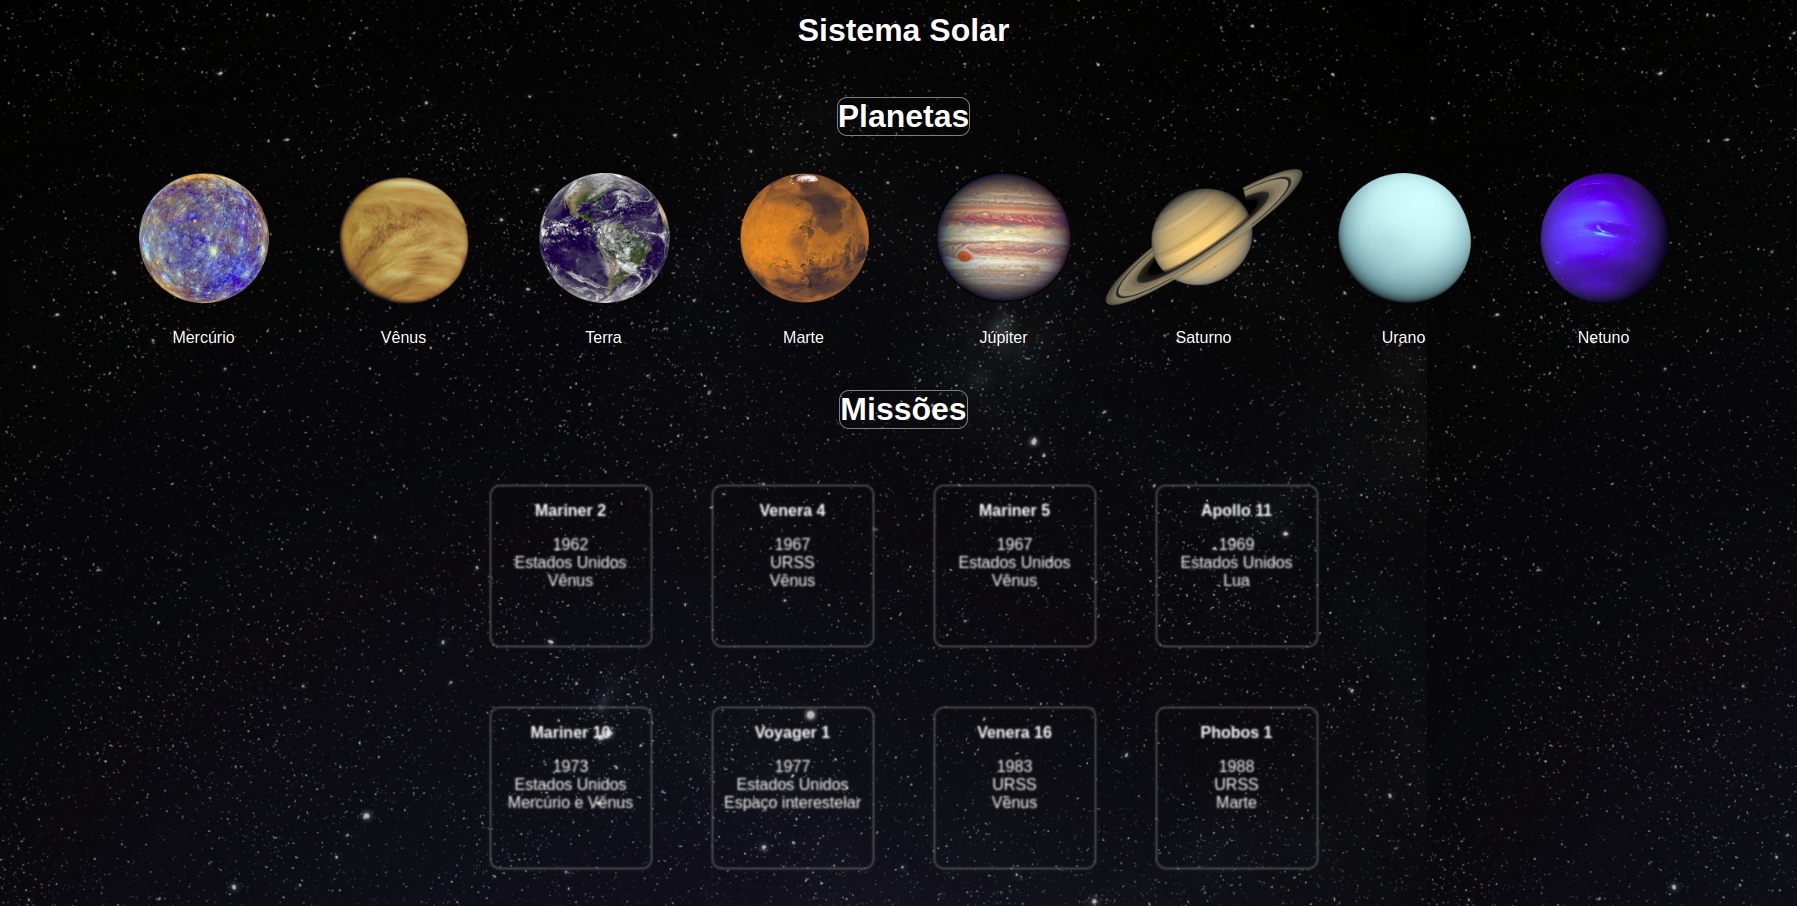 Sistema Solar
Planetas
Mercúrio
Vênus
Terra
Marte
Júpiter
Saturno
Urano
Netuno
Missões
Mariner 2
1962
Estados Unidos
Vênus
Venera 4
1967
URSS
Vênus
Mariner 5
1967
Estados Unidos
Vênus
Apollo 11
1969
Estados Unidos
Lua
Mariner 10
1973
Estados Unidos
Mercúrio e Vênus
Voyager 1
1977
Estados Unidos
Espaço interestelar
Venera 16
1983
URSS
Vênus
Phobos 1
1988
URSS
Marte